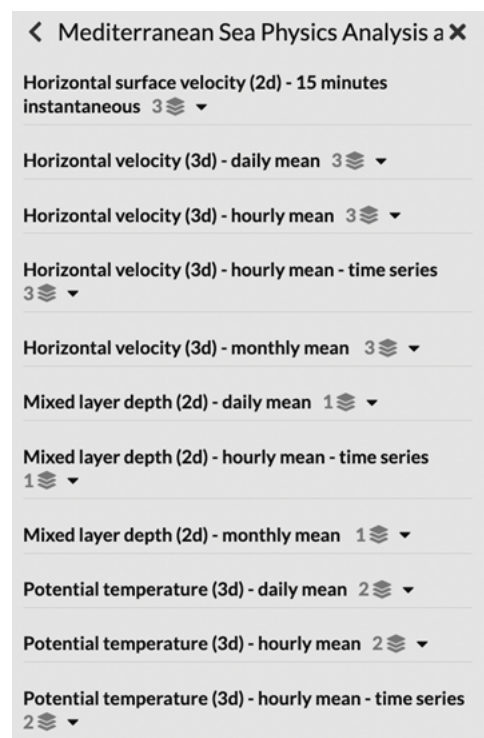 Mediterranean Sea Physics Analysis a
Horizontal surface velocity (2d) - 15 minutes
instantaneous 3
Horizontal velocity (3d) - daily mean 3
Horizontal velocity (3d) - hourly mean 3
Horizontal velocity (3d) - hourly mean - time series
3
Horizontal velocity (3d) - monthly mean 3
Mixed layer depth (2d) - daily mean 1
Mixed layer depth (2d) - hourly mean - time series
1
Mixed layer depth (2d) - monthly mean 1
Potential temperature (3d) - daily mean 2
Potential temperature (3d) - hourly mean 2
Potential temperature (3d) - hourly mean - time series
2